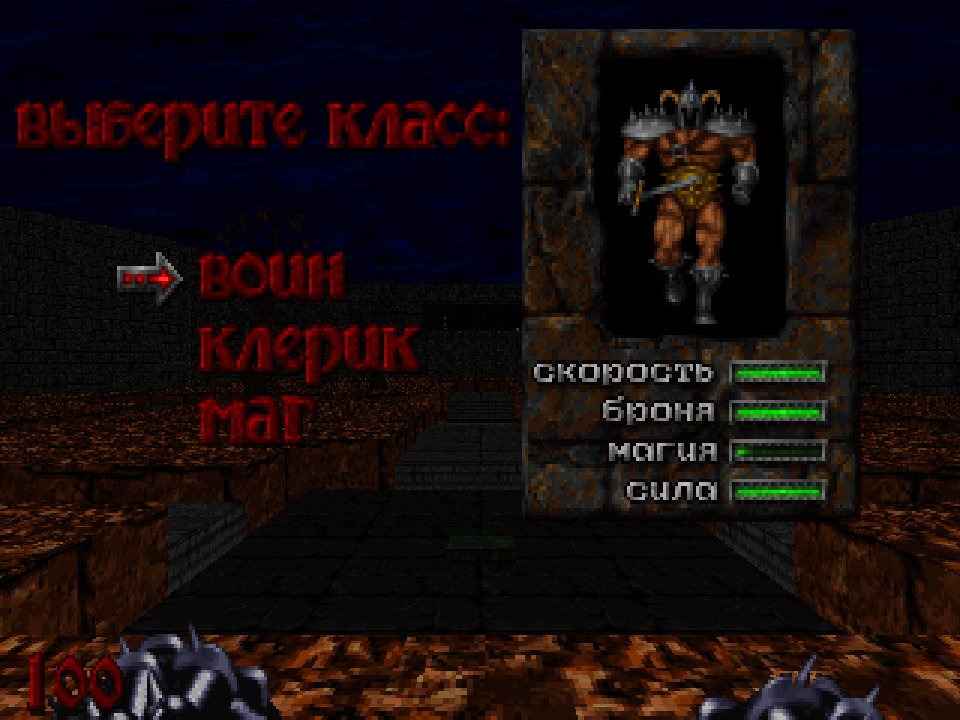 выберите класс:
воин
клерик
маг
скорость
броня
магия
сила
100